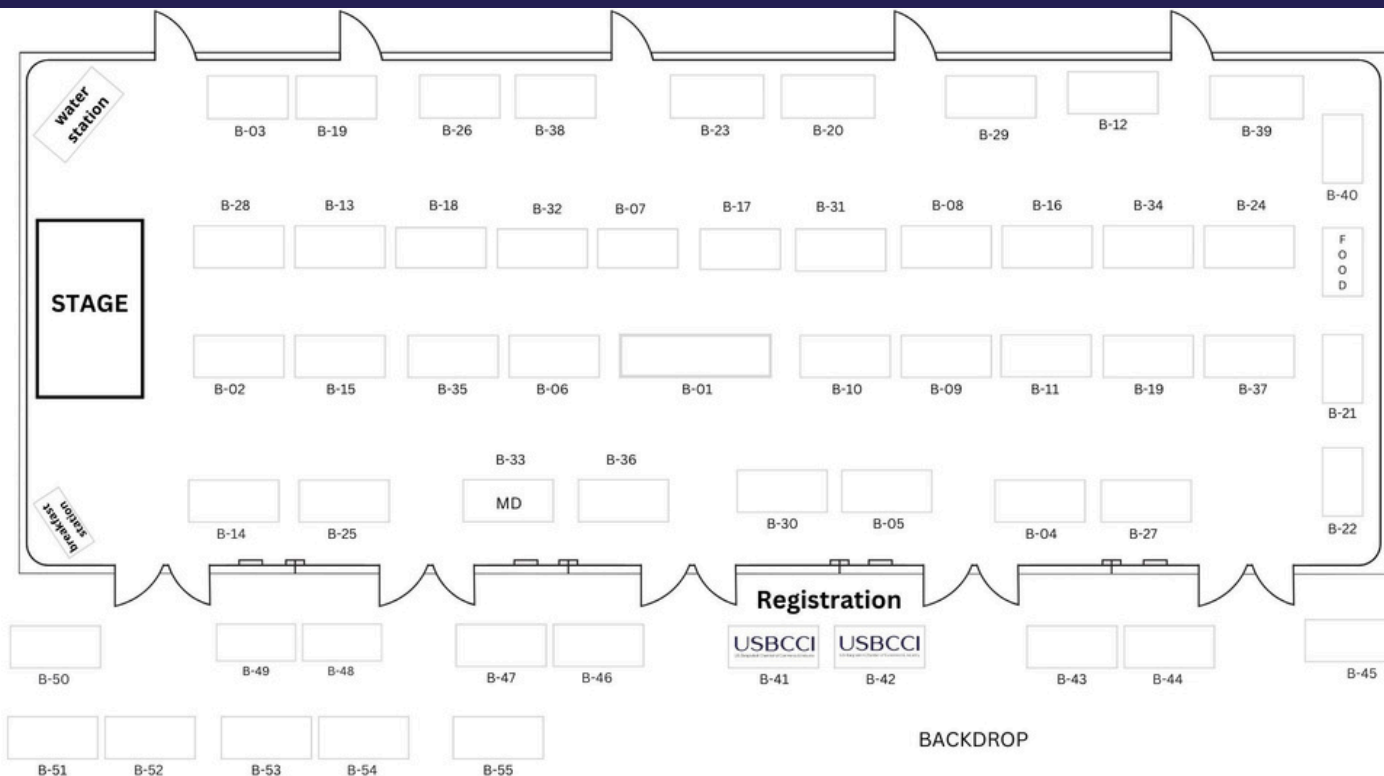 water
station
B-03 B-19 B-26 B-38 B-23 B-20 B-29 B-12 B-39
B-40
B-28 B-13 B-18 B-32 B-07 B-17 B-31 B-08 B-16 B-34 B-24
FOOD
STAGE
B-02 B-15 B-35 B-06 B-01 B-10 B-09 B-11 B-19 B-37
B-21
B-33 B-36
MD
B-14 B-25 B-30 B-05 B-04 B-27
B-22
breakfast
station
Registration
USBCCI USBCCI
B-50 B-49 B-48 B-47 B-46 B-41 B-42 B-43 B-44 B-45
BACKDROP
B-51 B-52 B-53 B-54 B-55